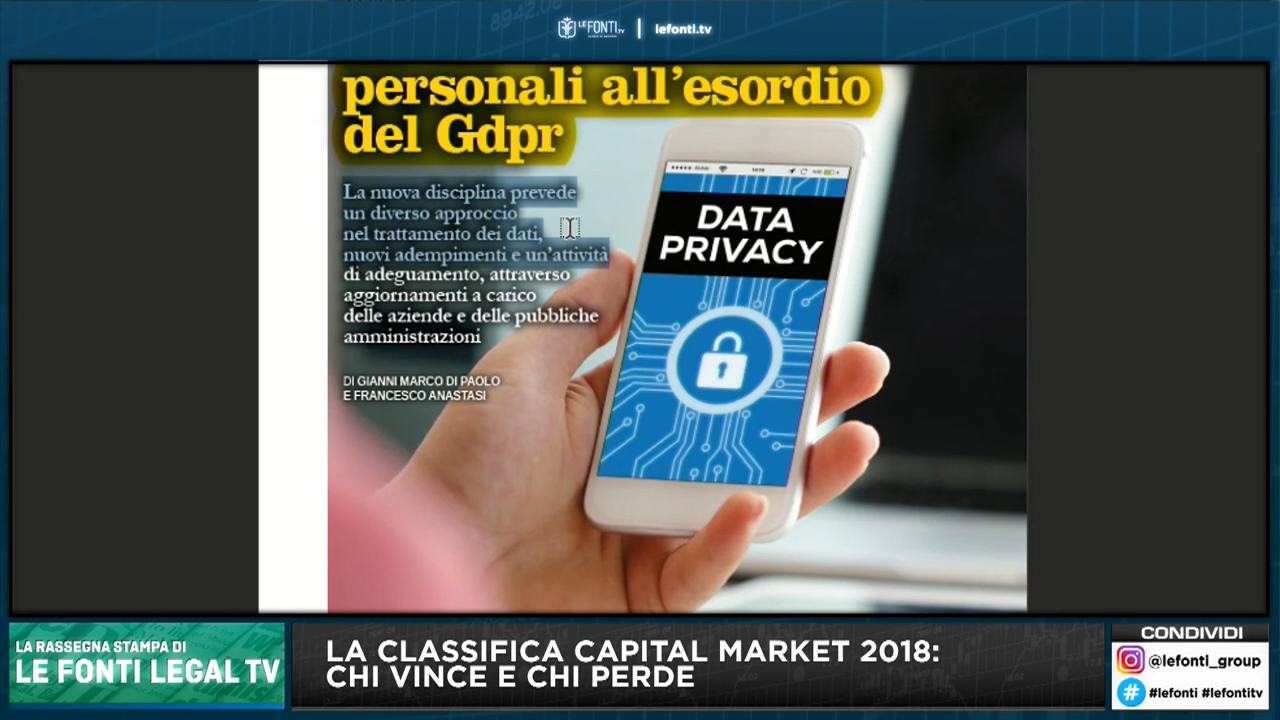 LE FONTI TV
lefonti.tv
personali all'esordio
del Gdpr
La nuova disciplina prevede
un diverso approccio
nel trattamento dei dati,
nuovi adempimenti e un'attività
di adeguamento, attraverso
aggiornamenti a carico
delle aziende e delle pubbliche
amministrazioni
DI GIANNI MARCO DI PAOLO
E FRANCESCO ANASTASI
DATA
PRIVACY
LA RASSEGNA STAMPA DI
LE FONTI LEGAL TV
LA CLASSIFICA CAPITAL MARKET 2018:
CHI VINCE E CHI PERDE
CONDIVIDI
@lefonti_group
#
#lefonti #lefontitv